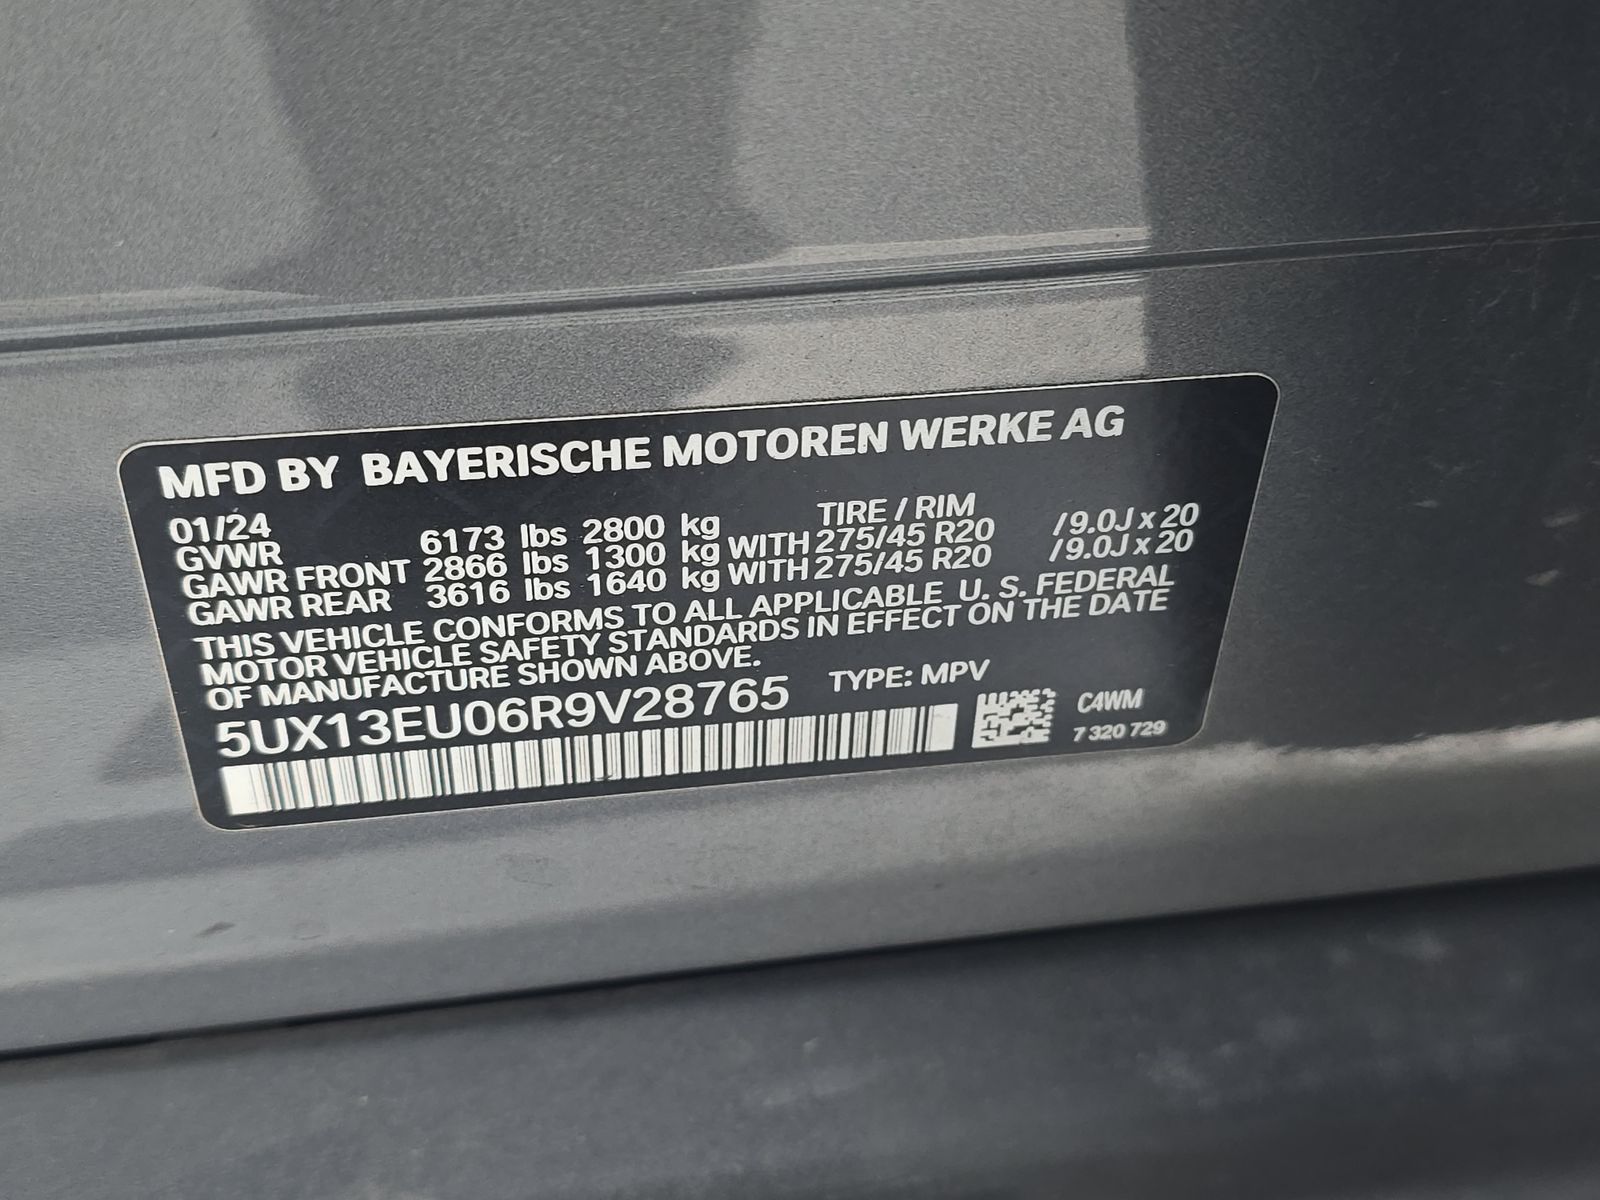 MFD BY BAYERISCHE MOTOREN WERKE AG
01/24 TIRE / RIM
GVWR 6173 lbs 2800 kg
GAWR FRONT 2866 lbs 1300 kg WITH 275/45 R20 /9.0J x 20
GAWR REAR 3616 lbs 1640 kg WITH 275/45 R20 /9.0J x 20
THIS VEHICLE CONFORMS TO ALL APPLICABLE U. S. FEDERAL
MOTOR VEHICLE SAFETY STANDARDS IN EFFECT ON THE DATE
OF MANUFACTURE SHOWN ABOVE.
5UX13EU06R9V28765 TYPE: MPV
C4WM
7 320 729